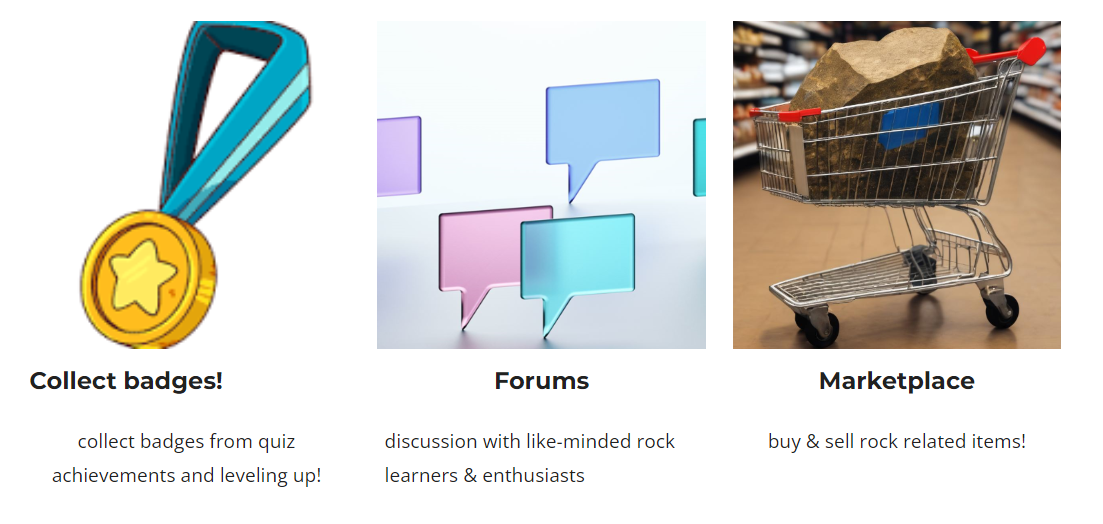 Collect badges!
collect badges from quiz
achievements and leveling up!
Forums
discussion with like-minded rock
learners & enthusiasts
Marketplace
buy & sell rock related items!